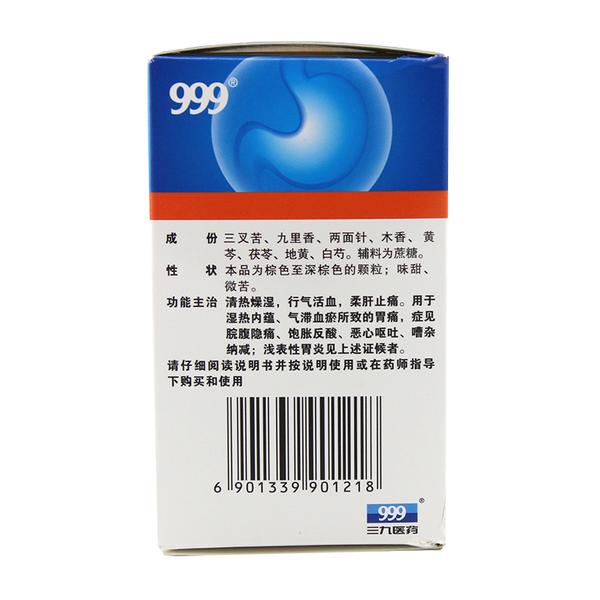 999®
成份 三叉苦、九里香、两面针、木香、黄
芩、茯苓、地黄、白芍。辅料为蔗糖。
性状 本品为棕色至深棕色的颗粒；味甜、
微苦。
功能主治 清热燥湿，行气活血，柔肝止痛。用于
湿热内蕴、气滞血瘀所致的胃痛，症见
脘腹隐痛、饱胀反酸、恶心呕吐、嘈杂
纳减；浅表性胃炎见上述证候者。
请仔细阅读说明书并按说明使用或在药师指导
下购买和使用
6 901339 901218
999®
三九医药